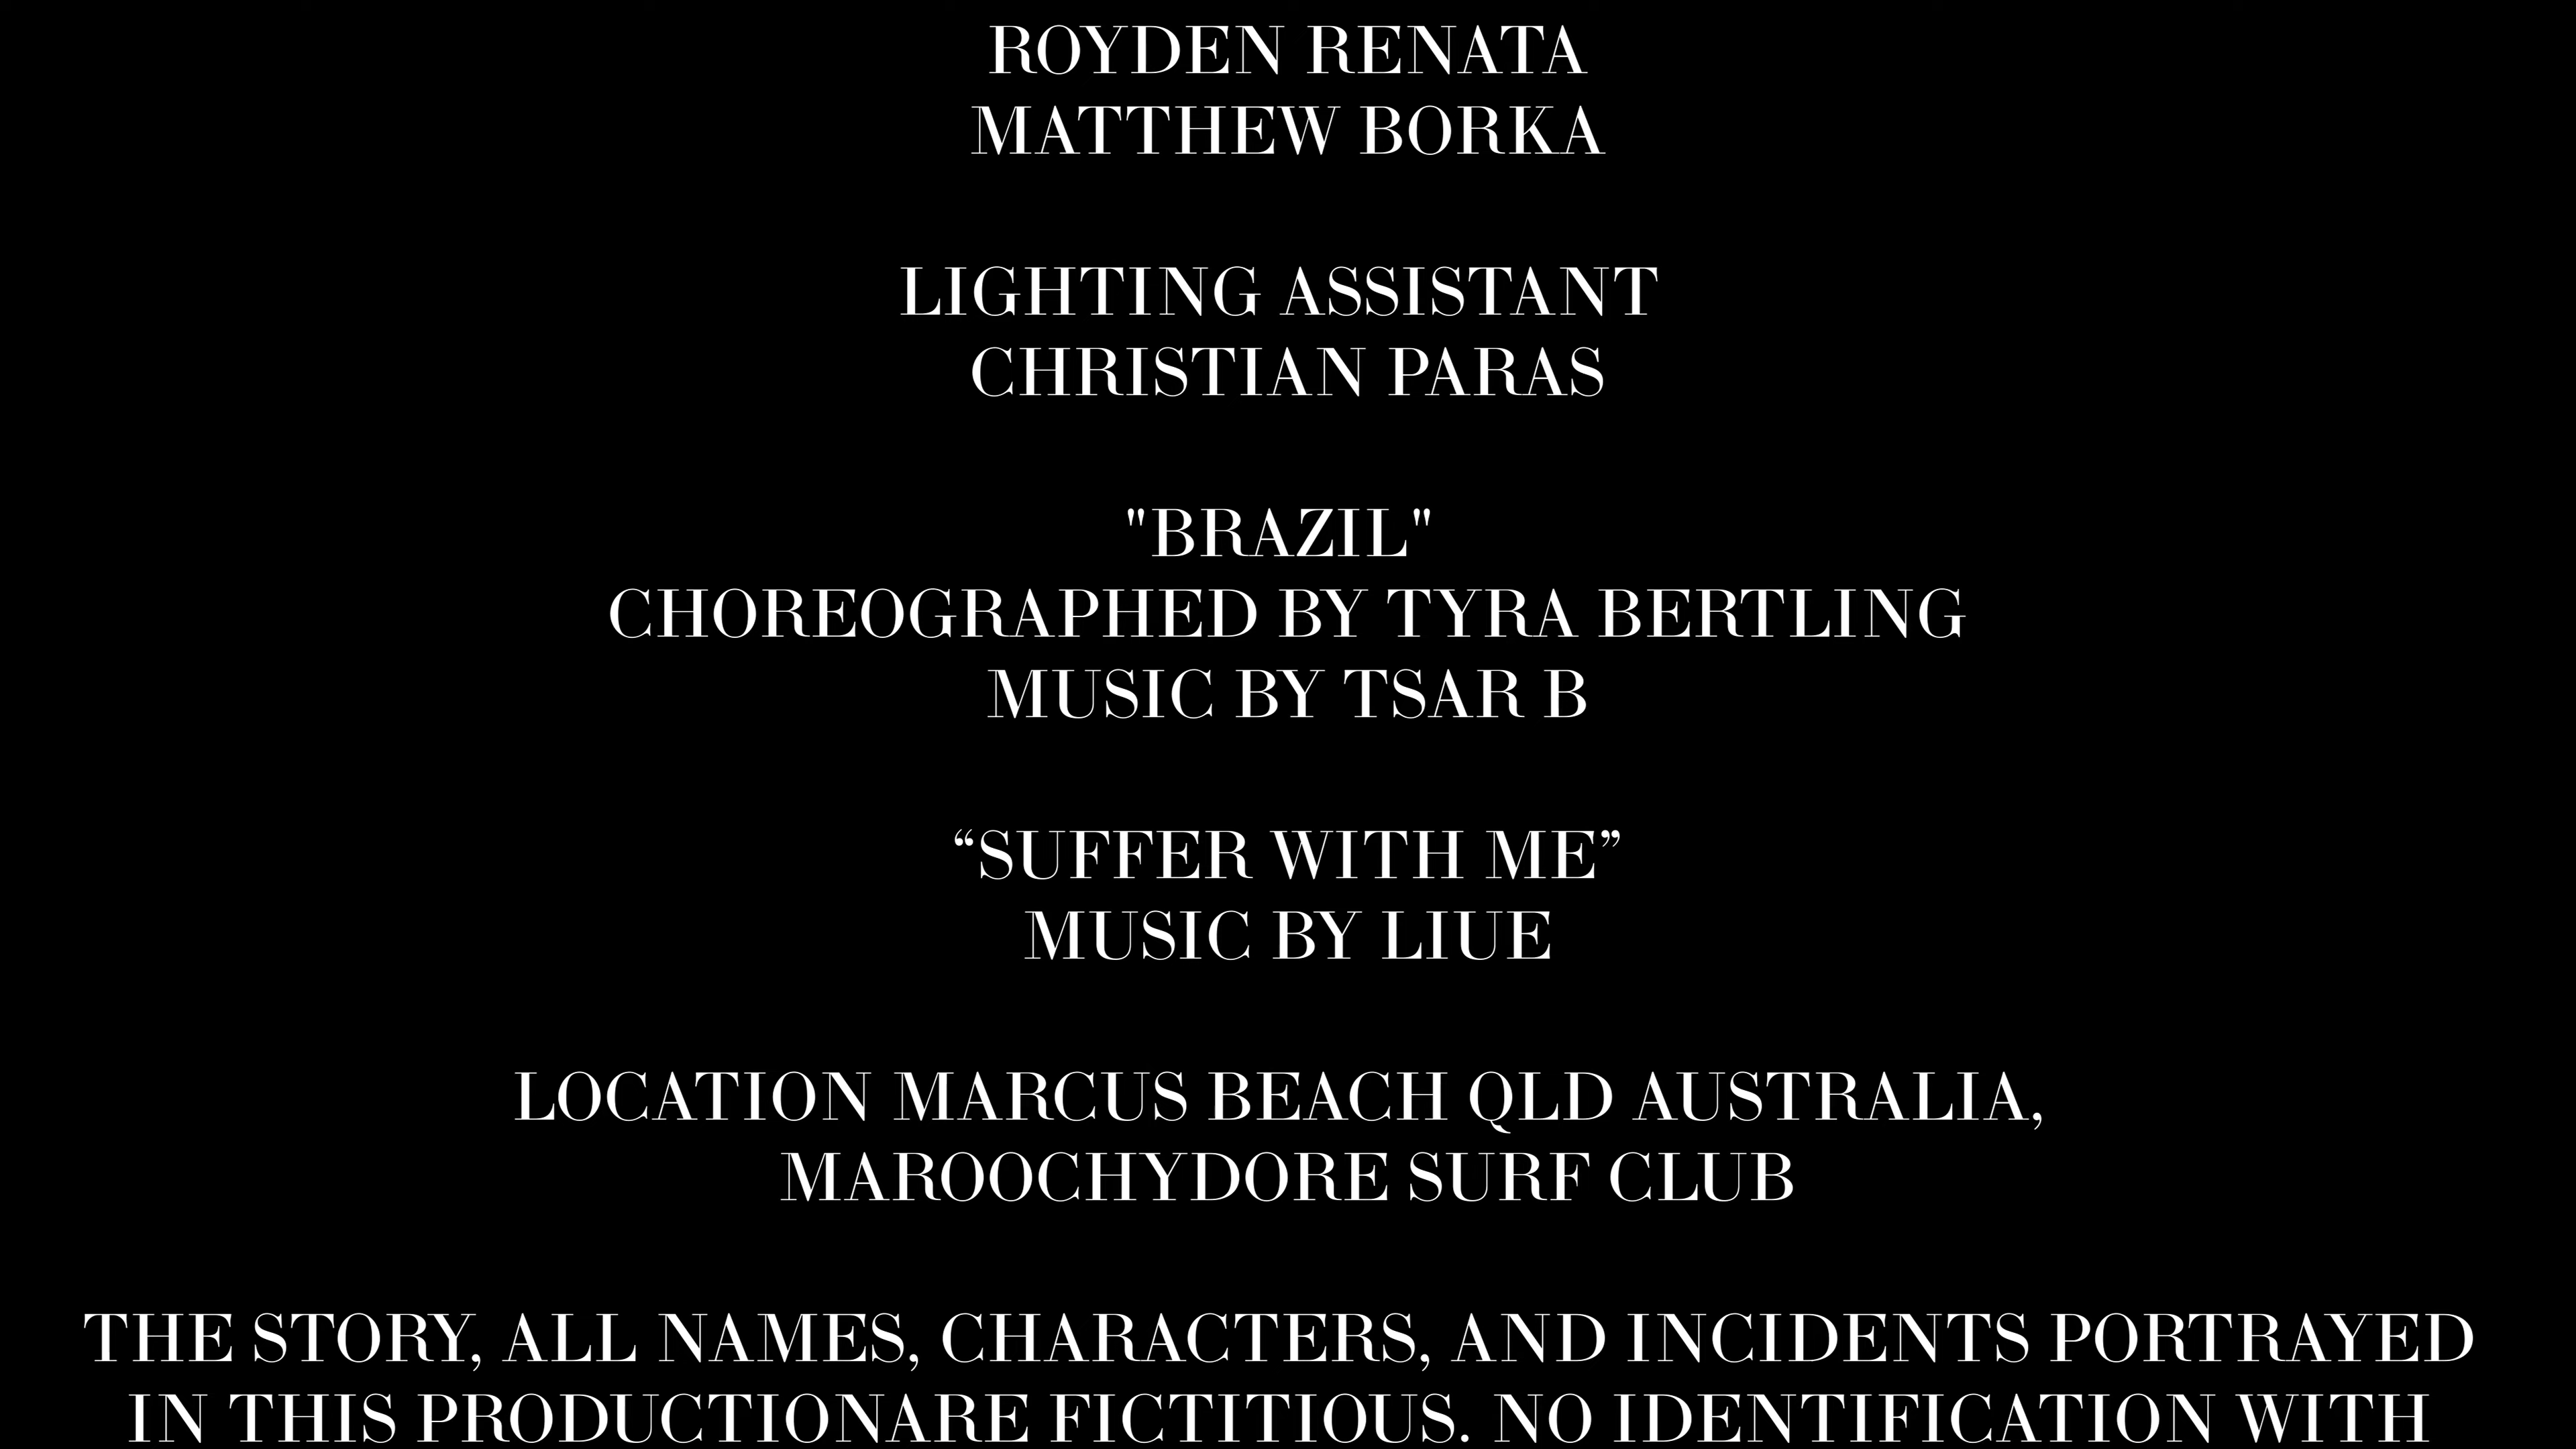 ROYDEN RENATA
MATTHEW BORKA
LIGHTING ASSISTANT
CHRISTIAN PARAS
"BRAZIL"
CHOREOGRAPHED BY TYRA BERTLING
MUSIC BY TSAR B
“SUFFER WITH ME”
MUSIC BY LIUE
LOCATION MARCUS BEACH QLD AUSTRALIA,
MAROOCHYDORE SURF CLUB
THE STORY, ALL NAMES, CHARACTERS, AND INCIDENTS PORTRAYED
IN THIS PRODUCTIONARE FICTITIOUS. NO IDENTIFICATION WITH